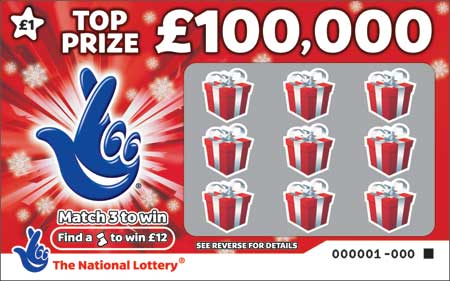 £1
TOP
PRIZE
£100,000
Match 3 to win
Find a to win £12
SEE REVERSE FOR DETAILS
000001-000
The National Lottery®